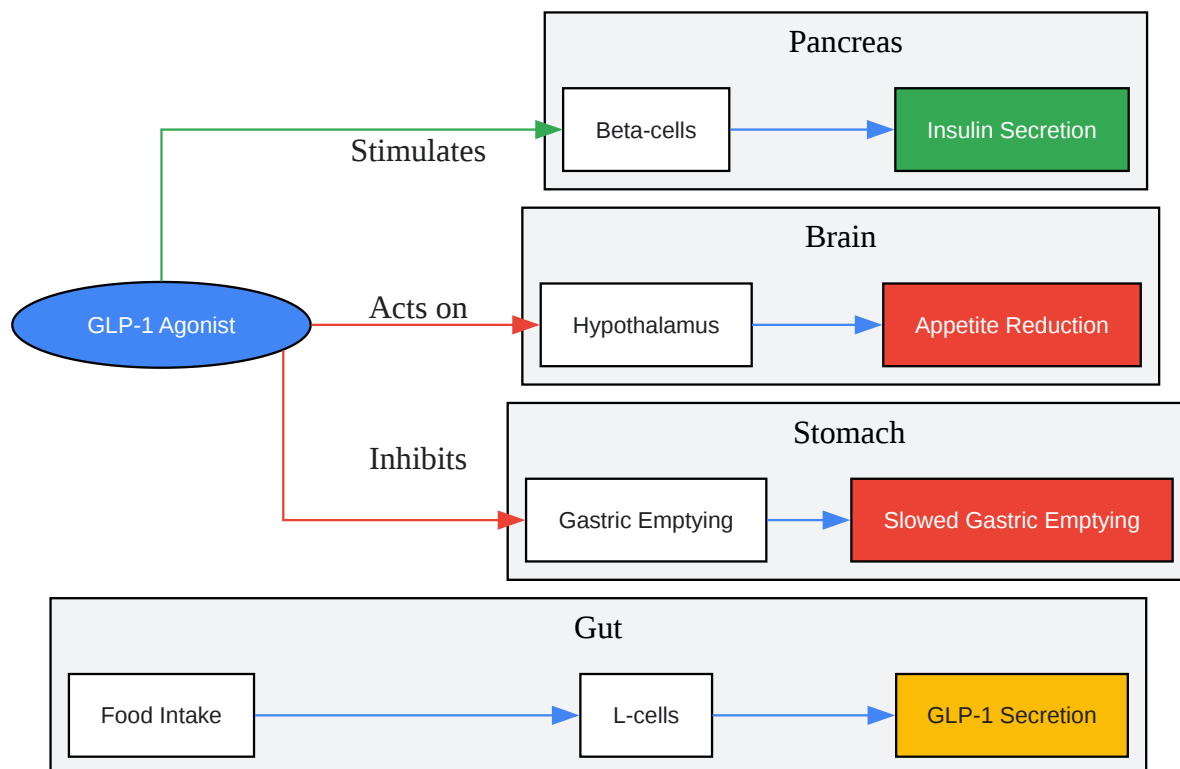 Pancreas
Beta-cells
Insulin Secretion
Stimulates
Brain
GLP-1 Agonist
Acts on
Hypothalamus
Appetite Reduction
Stomach
Inhibits
Gastric Emptying
Slowed Gastric Emptying
Gut
Food Intake
L-cells
GLP-1 Secretion